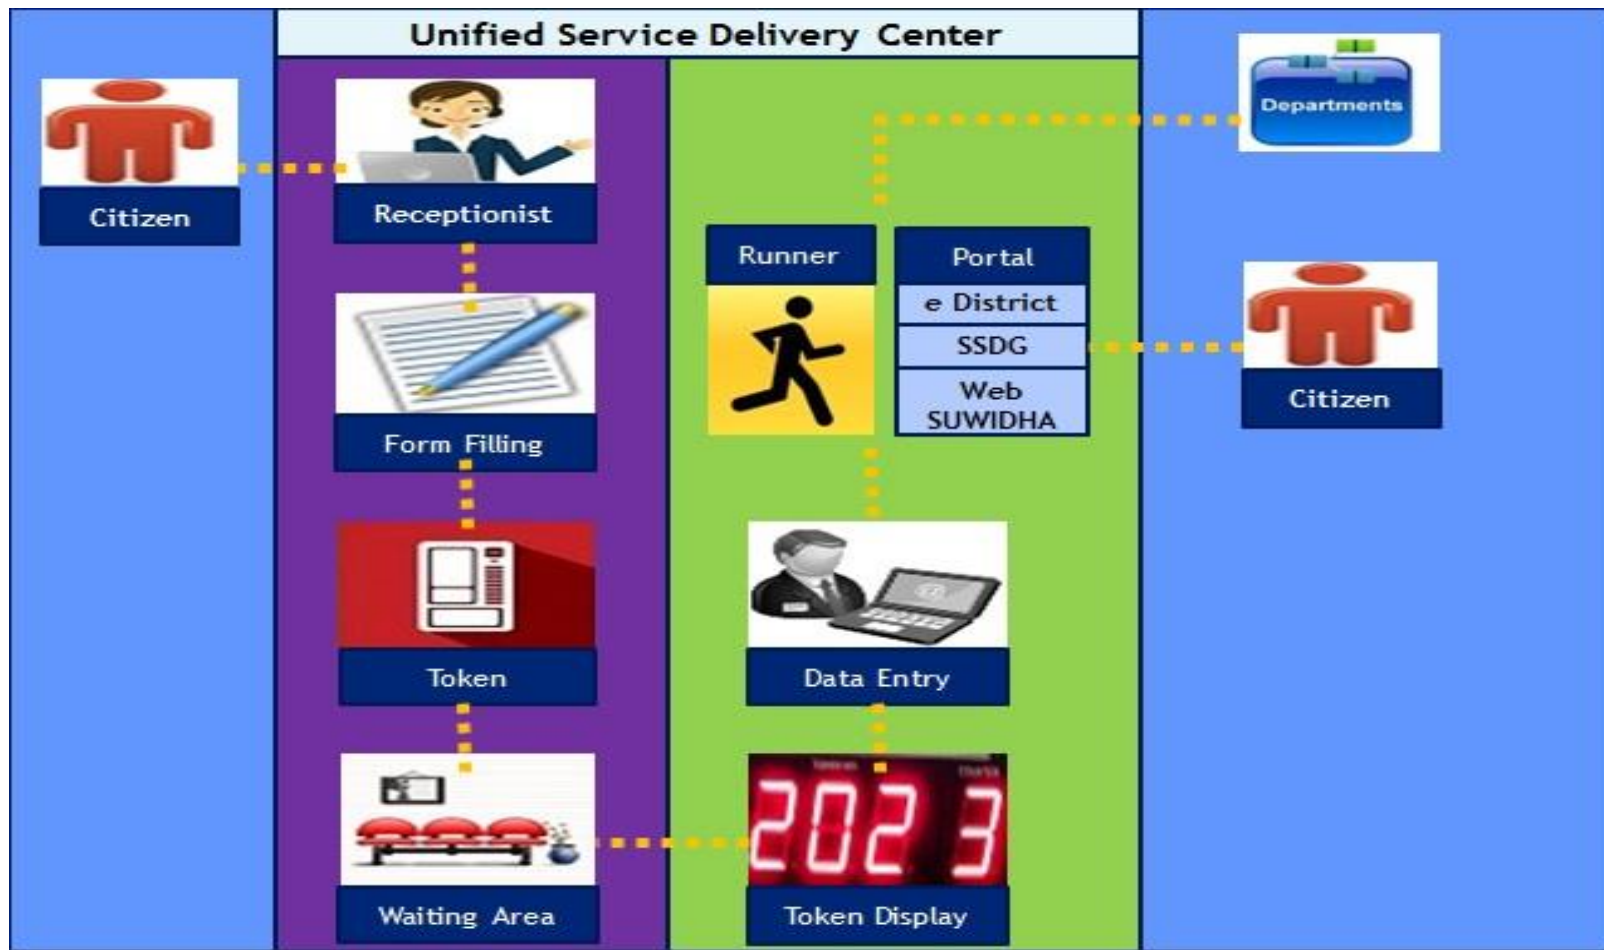 Unified Service Delivery Center
Citizen
Receptionist
Form Filling
Token
Waiting Area
Runner
Portal
e District
SSDG
Web
SUWIDHA
Data Entry
202 3
Token Display
Departments
Citizen